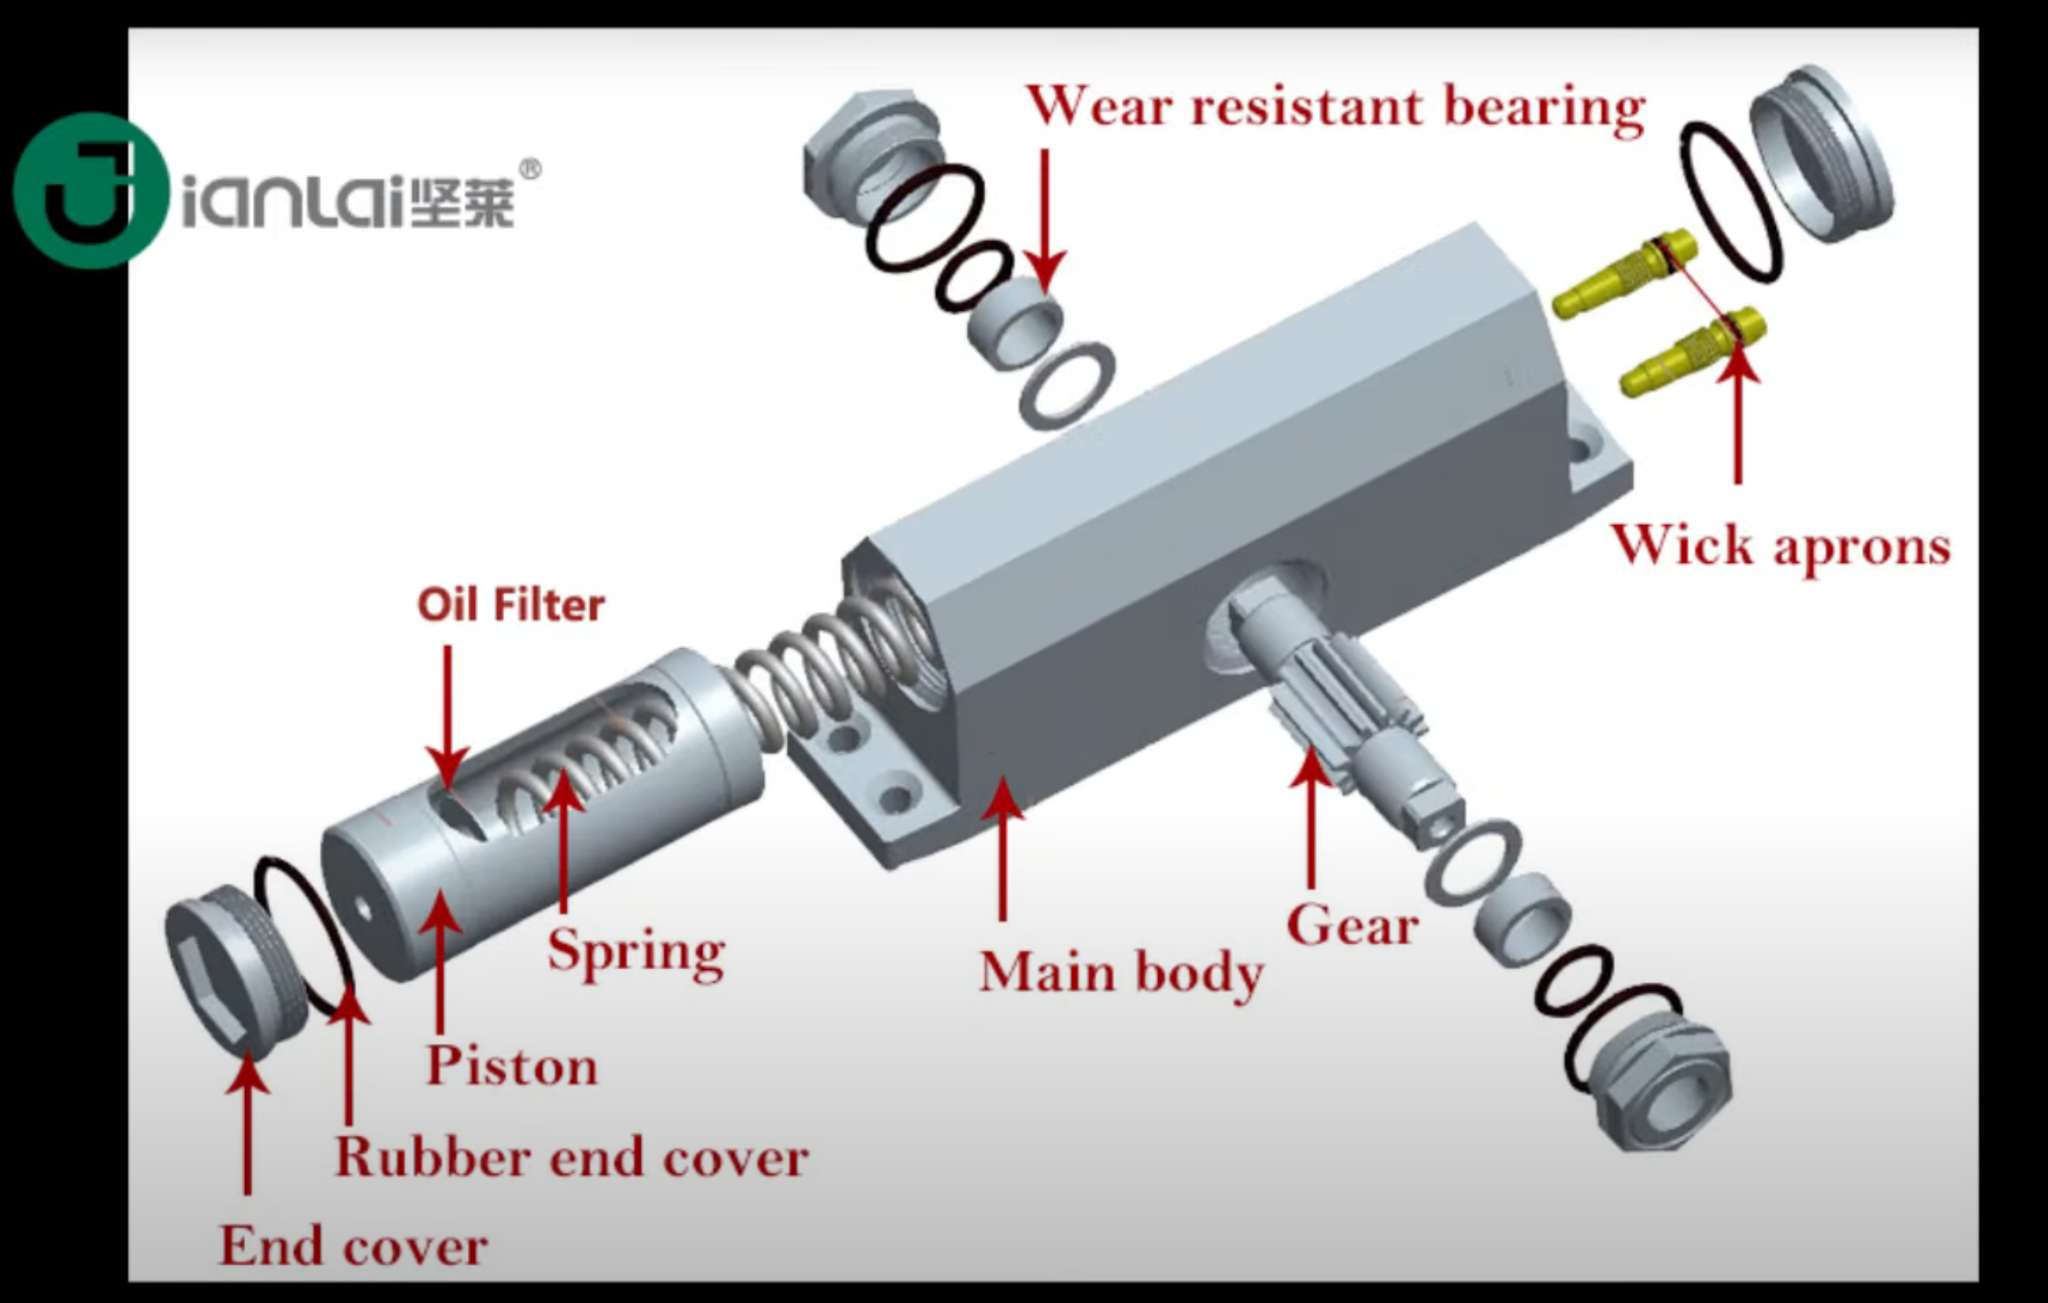 Jianlai坚莱®
Wear resistant bearing
Wick aprons
Oil Filter
Spring
Gear
Main body
Piston
Rubber end cover
End cover